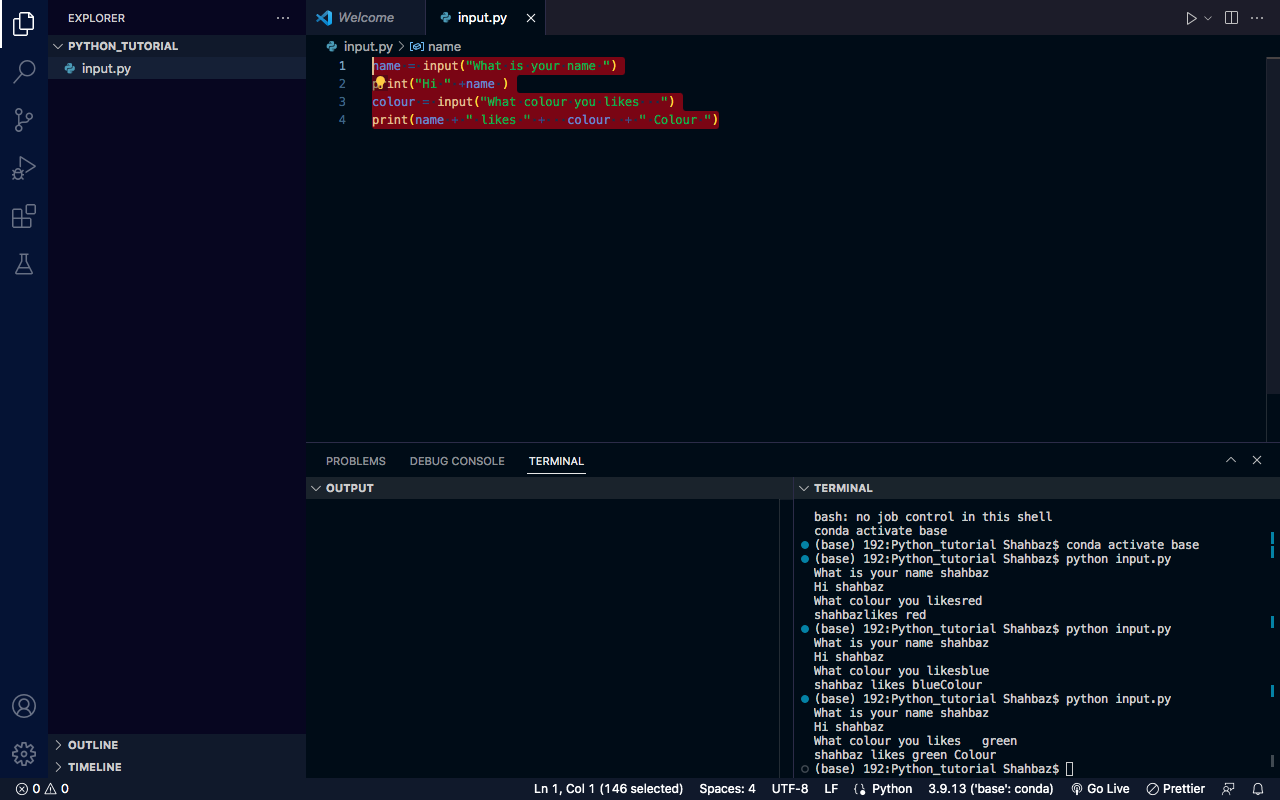 EXPLORER
PYTHON_TUTORIAL
input.py
OUTLINE
TIMELINE
Welcome
input.py
input.py > name
1 name = input("What is your name ")
2 print("Hi " +name )
3 colour = input("What colour you likes   ")
4 print(name + " likes " +   colour  + " Colour ")
PROBLEMS DEBUG CONSOLE TERMINAL
OUTPUT
TERMINAL
bash: no job control in this shell
conda activate base
(base) 192:Python_tutorial Shahbaz$ conda activate base
(base) 192:Python_tutorial Shahbaz$ python input.py
What is your name shahbaz
Hi shahbaz
What colour you likesred
shahbazlikes red
(base) 192:Python_tutorial Shahbaz$ python input.py
What is your name shahbaz
Hi shahbaz
What colour you likesblue
shahbaz likes blueColour
(base) 192:Python_tutorial Shahbaz$ python input.py
What is your name shahbaz
Hi shahbaz
What colour you likes   green
shahbaz likes green Colour
(base) 192:Python_tutorial Shahbaz$
0 0 Ln 1, Col 1 (146 selected) Spaces: 4 UTF-8 LF Python 3.9.13 ('base': conda) Go Live Prettier